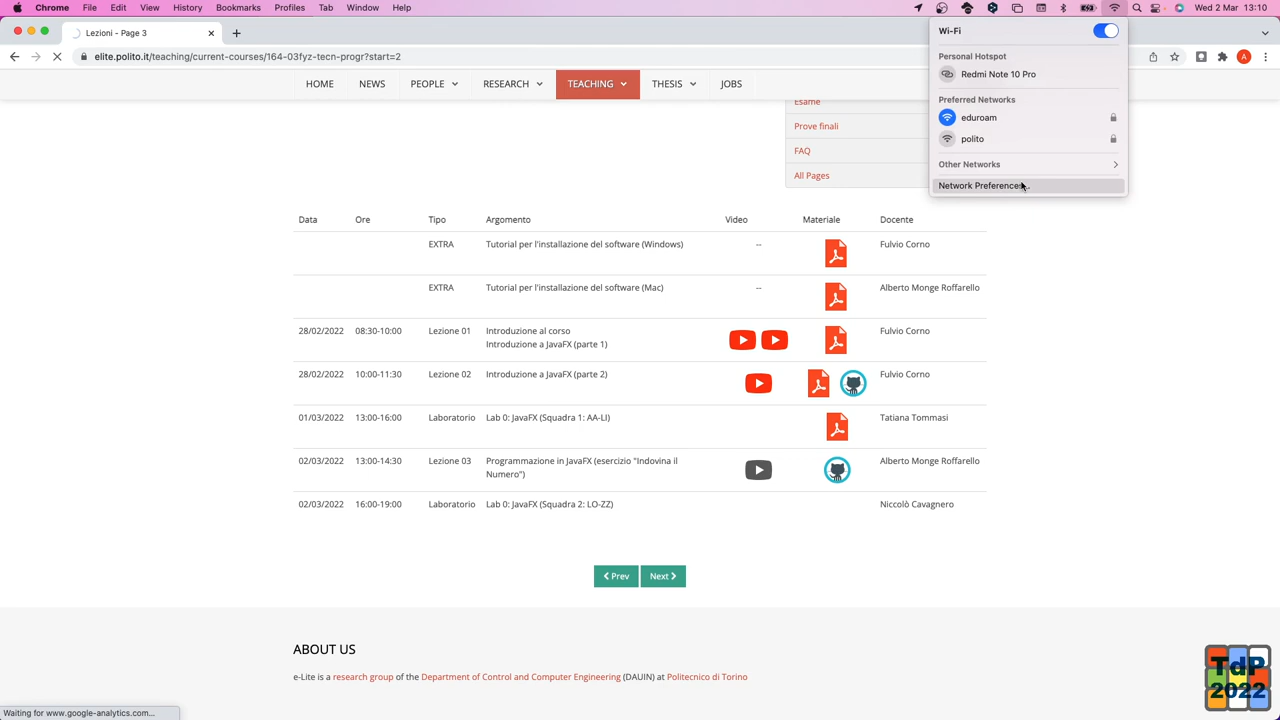 Chrome File Edit View History Bookmarks Profiles Tab Window Help Wed 2 Mar 13:10
Lezioni - Page 3
elite.polito.it/teaching/current-courses/164-03fyz-tecn-progr?start=2
A
Wi-Fi
Personal Hotspot
Redmi Note 10 Pro
Preferred Networks
eduroam
polito
Other Networks
Network Preferences...
HOME NEWS PEOPLE RESEARCH TEACHING THESIS JOBS
Esame
Prove finali
FAQ
All Pages
Data Ore Tipo Argomento Video Materiale Docente
EXTRA Tutorial per l'installazione del software (Windows) -- Fulvio Corno
EXTRA Tutorial per l'installazione del software (Mac) -- Alberto Monge Roffarello
28/02/2022 08:30-10:00 Lezione 01 Introduzione al corso Fulvio Corno
Introduzione a JavaFX (parte 1)
28/02/2022 10:00-11:30 Lezione 02 Introduzione a JavaFX (parte 2) Fulvio Corno
01/03/2022 13:00-16:00 Laboratorio Lab 0: JavaFX (Squadra 1: AA-LI) Tatiana Tommasi
02/03/2022 13:00-14:30 Lezione 03 Programmazione in JavaFX (esercizio "Indovina il Alberto Monge Roffarello
Numero")
02/03/2022 16:00-19:00 Laboratorio Lab 0: JavaFX (Squadra 2: LO-ZZ) Niccolò Cavagnero
Prev Next
ABOUT US
e-Lite is a research group of the Department of Control and Computer Engineering (DAUIN) at Politecnico di Torino
TdP
2022
Waiting for www.google-analytics.com...